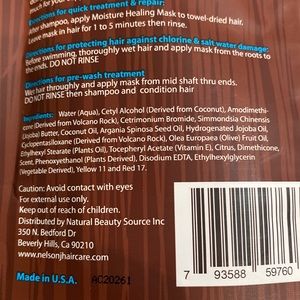 much for your
Directions for quick treatment & repair:
After shampoo, apply Moisture Healing Mask to towel-dried hair.
Leave mask in hair for 1 to 5 minutes then rinse.
Directions for protecting hair against chlorine & salt water damage:
Before swimming, thoroughly wet hair and apply mask from the roots to
the ends. DO NOT RINSE
Directions for pre-wash treatment
Wet hair throughly and apply mask from mid shaft thru ends.
DO NOT rinse then shampoo and condition hair
Ingredients: Water (Aqua), Cetyl Alcohol (Derived from Coconut), Amodimethi-
icane (Derived from Volcano Rock), Cetrimonium Bromide, Simmondsia Chinensis
(Jojoba) Butter, Coconut Oil, Argania Spinosa Seed Oil, Hydrogenated Jojoba Oil,
Cyclopentasiloxane (Derived from Volcano Rock), Olea Europaea (Olive) Fruit Oil,
Ethylhexyl Stearate (Plants Oil), Tocopheryl Acetate (Vitamin E), Citrus, Dimethicone,
Scent, Phenoxyethanol (Plants Derived), Disodium EDTA, Ethylhexylglycerin
(Vegetable Derived), Yellow 11 and Red 17.
Caution: Avoid contact with eyes
For external use only.
Keep out of reach of children.
Distributed by Natural Beauty Source Inc
350 N. Bedford Dr
Beverly Hills, Ca 90210
www.nelsonjhaircare.com
Made in U.S.A. AC20261
7 93588 59760